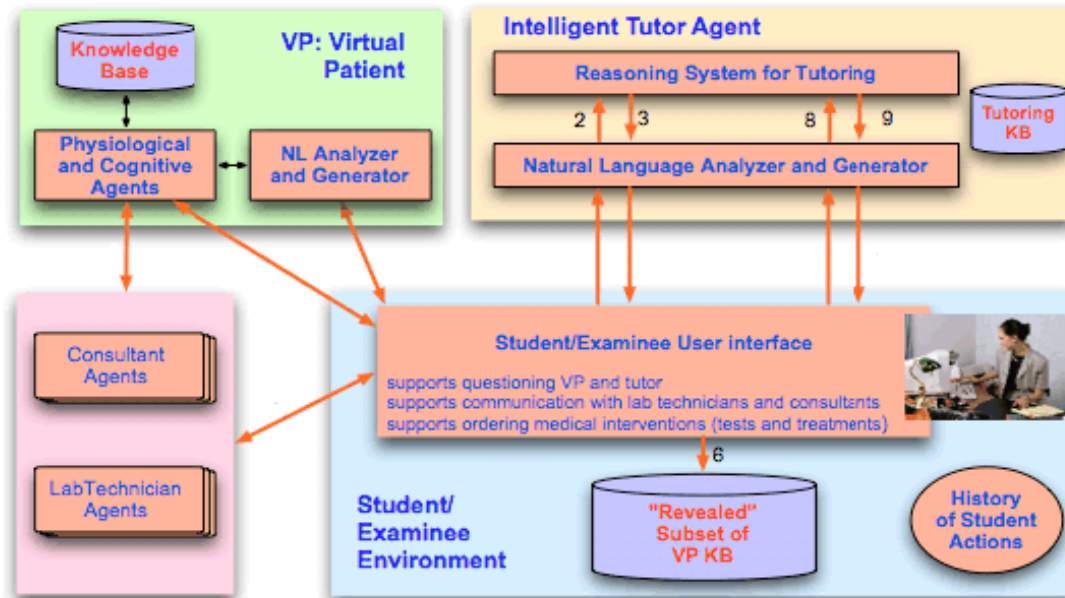 VP: Virtual
Patient
Knowledge
Base
Physiological
and Cognitive
Agents
NL Analyzer
and Generator
Intelligent Tutor Agent
Reasoning System for Tutoring
2
3
8
9
Tutoring
KB
Natural Language Analyzer and Generator
Consultant
Agents
LabTechnician
Agents
Student/Examinee User interface
supports questioning VP and tutor
supports communication with lab technicians and consultants
supports ordering medical interventions (tests and treatments)
6
Student/
Examinee
Environment
"Revealed"
Subset of
VP KB
History
of Student
Actions